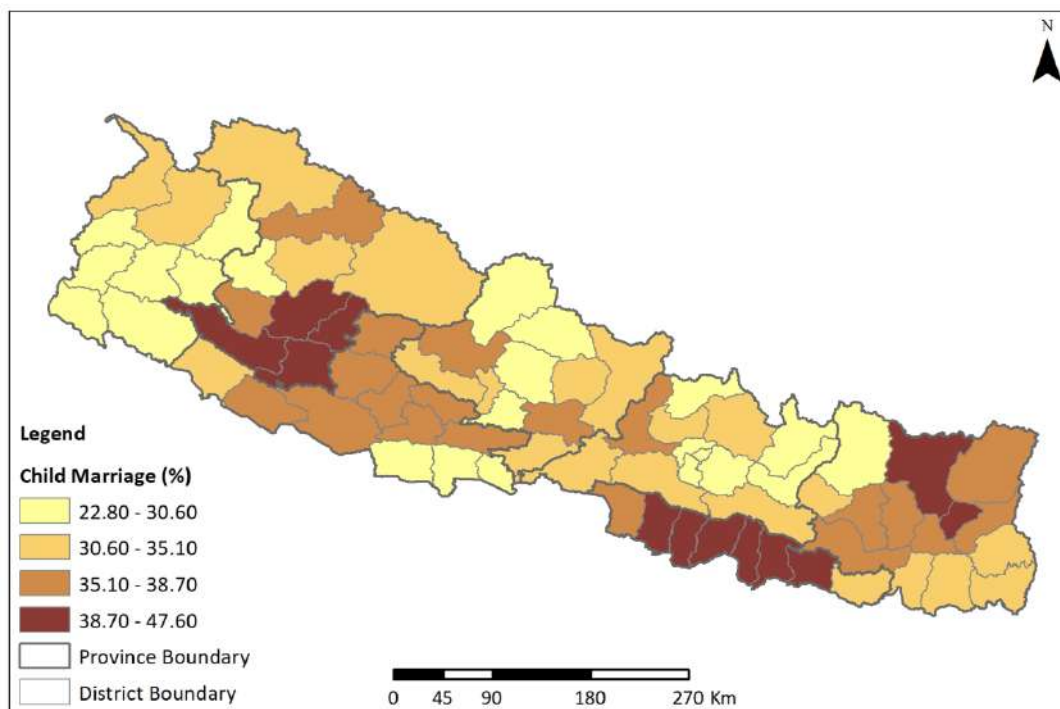 N
Legend
Child Marriage (%)
22.80 - 30.60
30.60 - 35.10
35.10 - 38.70
38.70 - 47.60
Province Boundary
District Boundary
0 45 90 180 270 Km